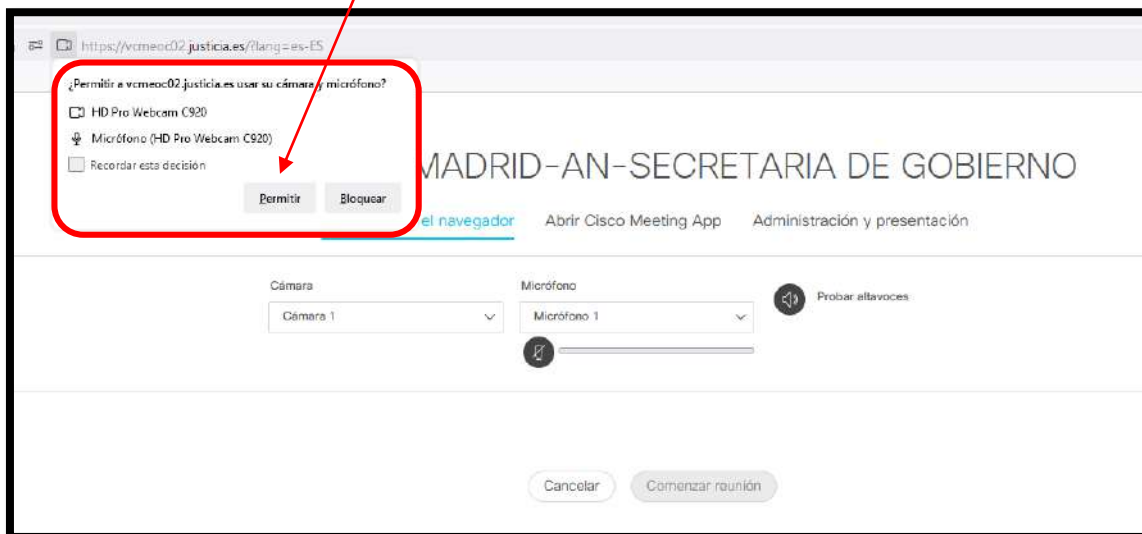 https://vcmeoc02.justicia.es/?lang=es-ES
¿Permitir a vcmeoc02.justicia.es usar su cámara y micrófono?
HD Pro Webcam C920
Micrófono (HD Pro Webcam C920)
Recordar esta decisión
Permitir Bloquear
MADRID-AN-SECRETARIA DE GOBIERNO
el navegador Abrir Cisco Meeting App Administración y presentación
Cámara Micrófono
Cámara 1 Micrófono 1 Probar altavoces
Cancelar Comenzar reunión